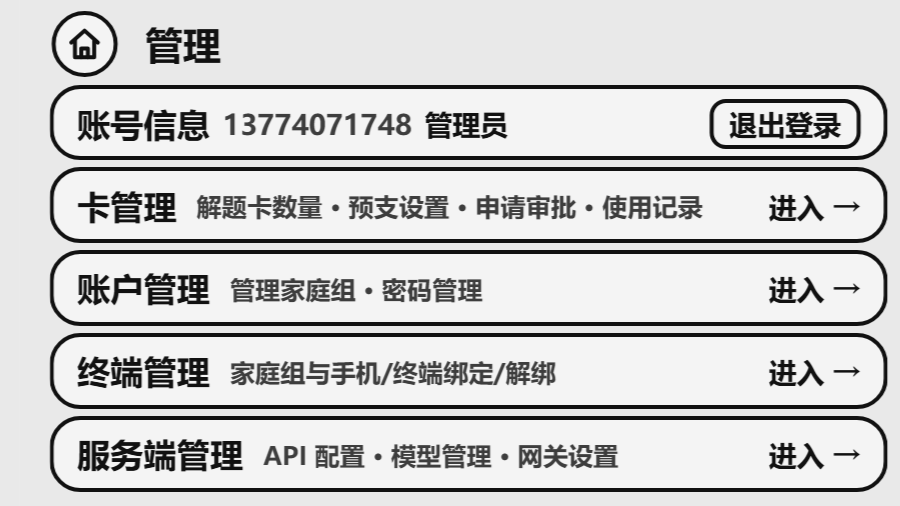 管理
账号信息 13774071748 管理员 退出登录
卡管理 解题卡数量·预支设置·申请审批·使用记录 进入→
账户管理 管理家庭组·密码管理 进入→
终端管理 家庭组与手机/终端绑定/解绑 进入→
服务端管理 API 配置·模型管理·网关设置 进入→